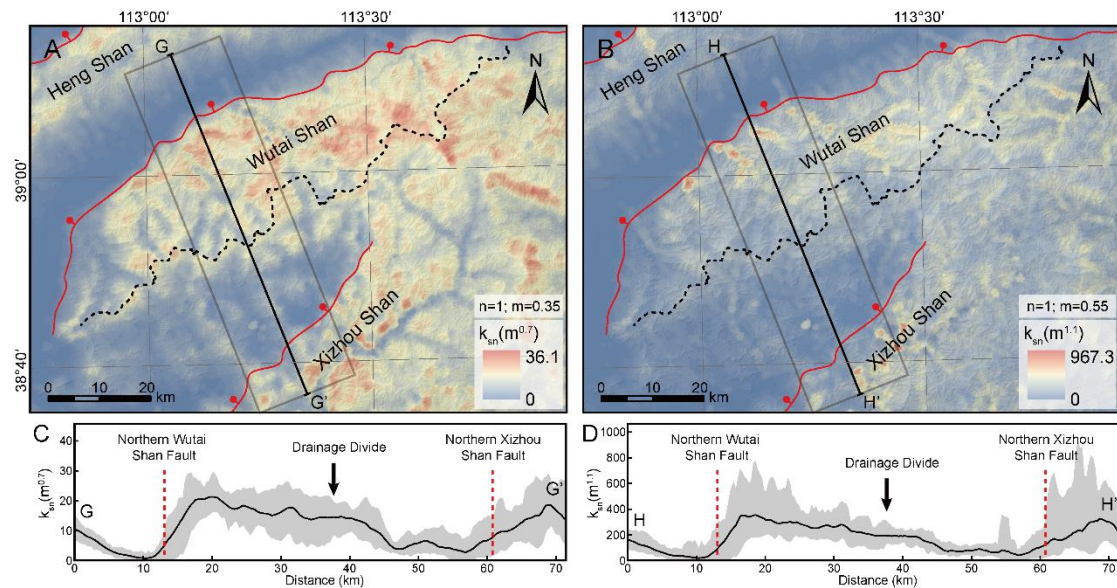 113°00'
113°30'
113°00'
113°30'
A
G
Heng Shan
N
Wutai Shan
39°00'
38°40'
Xizhou Shan
G'
n=1; m=0.35
ksn(m^0.7)
36.1
0
0 10 20
km
B
H
Heng Shan
N
Wutai Shan
Xizhou Shan
H'
n=1; m=0.55
ksn(m^1.1)
967.3
0
0 10 20
km
C
Northern Wutai
Shan Fault
Drainage Divide
Northern Xizhou
Shan Fault
G
G'
ksn(m^0.7)
40
30
20
10
0
0 10 20 30 40 50 60 70
Distance (km)
D
Northern Wutai
Shan Fault
Drainage Divide
Northern Xizhou
Shan Fault
H
H'
ksn(m^1.1)
1000
800
600
400
200
0
0 10 20 30 40 50 60 70
Distance (km)